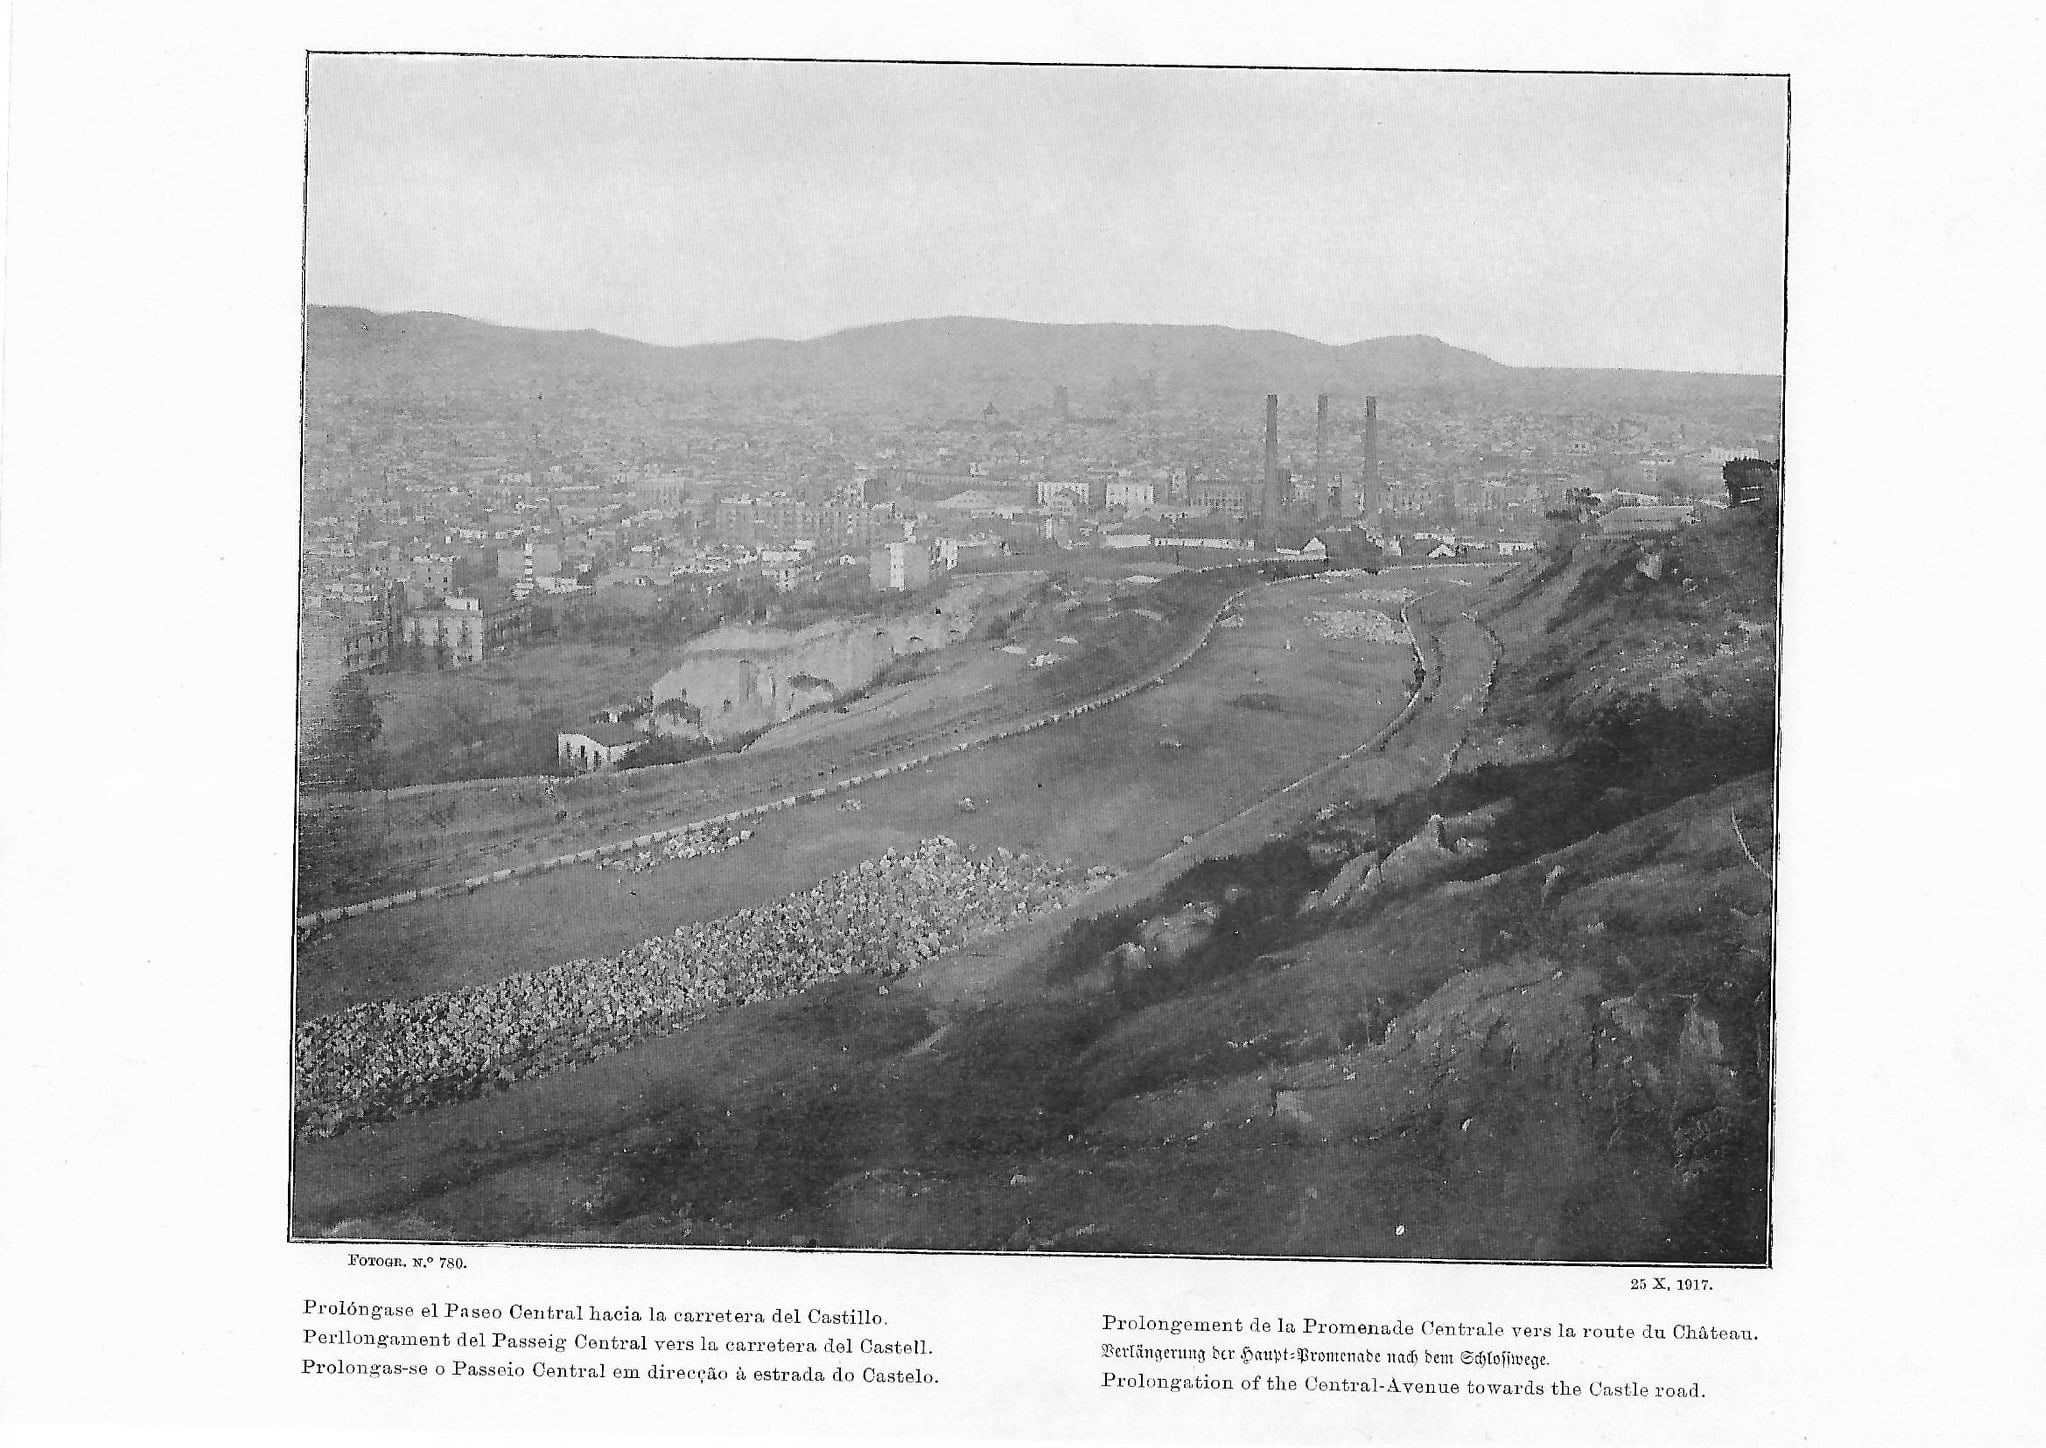 Fotogr. N.º 780.
25 X, 1917.
Prolóngase el Paseo Central hacia la carretera del Castillo.
Perllongament del Passeig Central vers la carretera del Castell.
Prolongas-se o Passeio Central em direcção à estrada do Castelo.
Prolongement de la Promenade Centrale vers la route du Château.
Verlängerung der Haupt-Promenade nach dem Schloſſwege.
Prolongation of the Central-Avenue towards the Castle road.